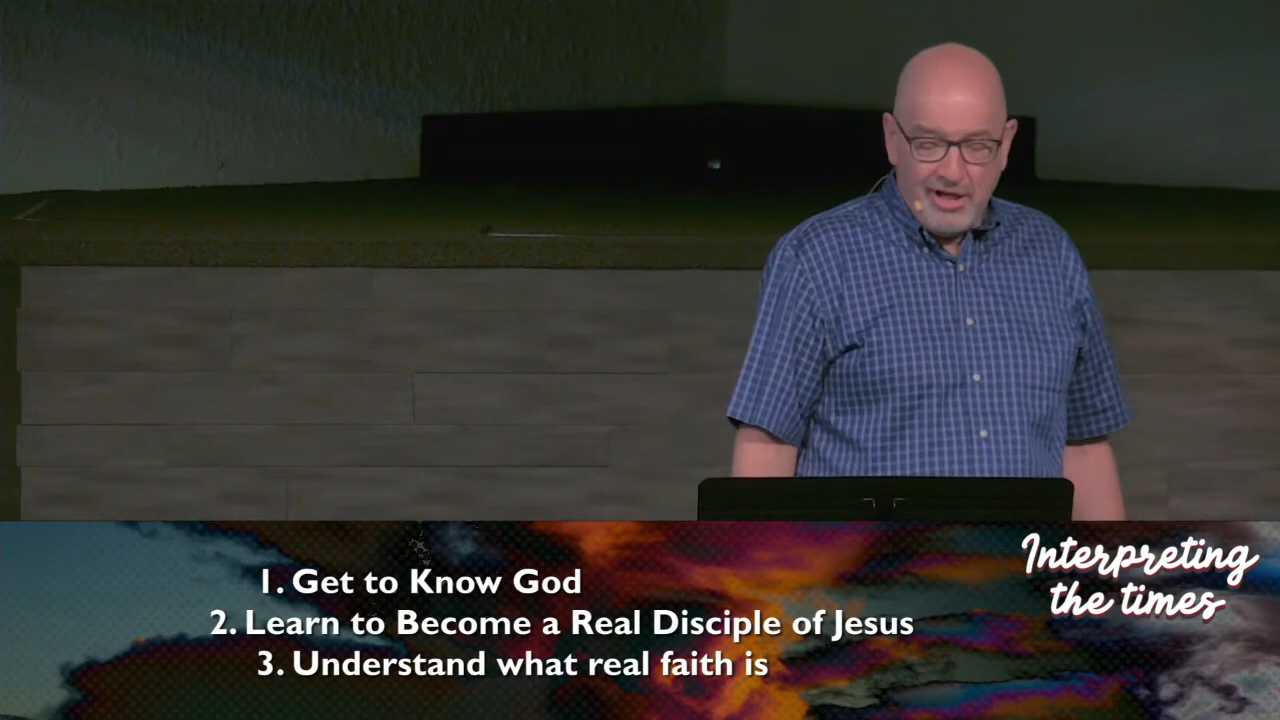 1. Get to Know God
2. Learn to Become a Real Disciple of Jesus
3. Understand what real faith is
Interpreting
the times